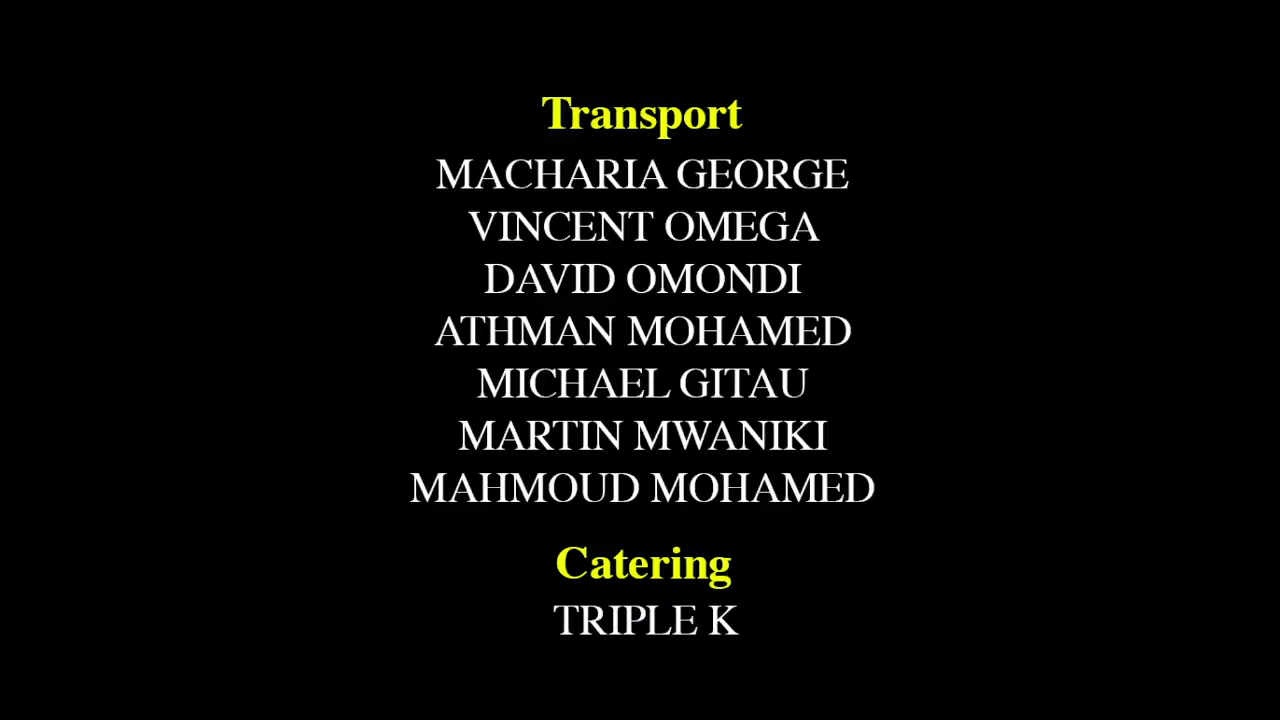 Transport
MACHARIA GEORGE
VINCENT OMEGA
DAVID OMONDI
ATHMAN MOHAMED
MICHAEL GITAU
MARTIN MWANIKI
MAHMOUD MOHAMED
Catering
TRIPLE K